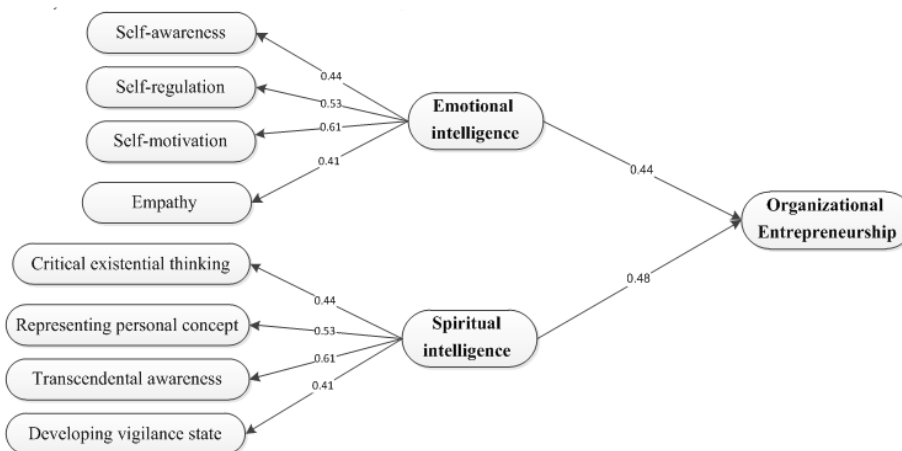 Self-awareness
0.44
Self-regulation
0.53
Emotional
intelligence
Self-motivation
0.61
0.41
0.44
Empathy
Organizational
Entrepreneurship
Critical existential thinking
0.44
0.48
Representing personal concept
0.53
Spiritual
intelligence
Transcendental awareness
0.61
0.41
Developing vigilance state